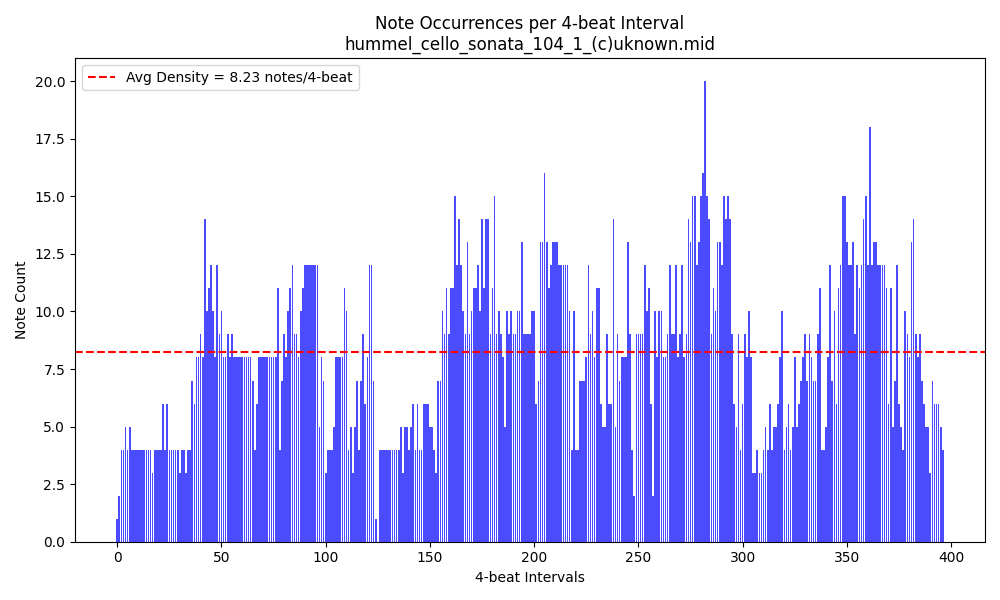 Note Occurrences per 4-beat Interval
hummel_cello_sonata_104_1_(c)uknown.mid
Avg Density = 8.23 notes/4-beat
Note Count
20.0
17.5
15.0
12.5
10.0
7.5
5.0
2.5
0.0
0 50 100 150 200 250 300 350 400
4-beat Intervals